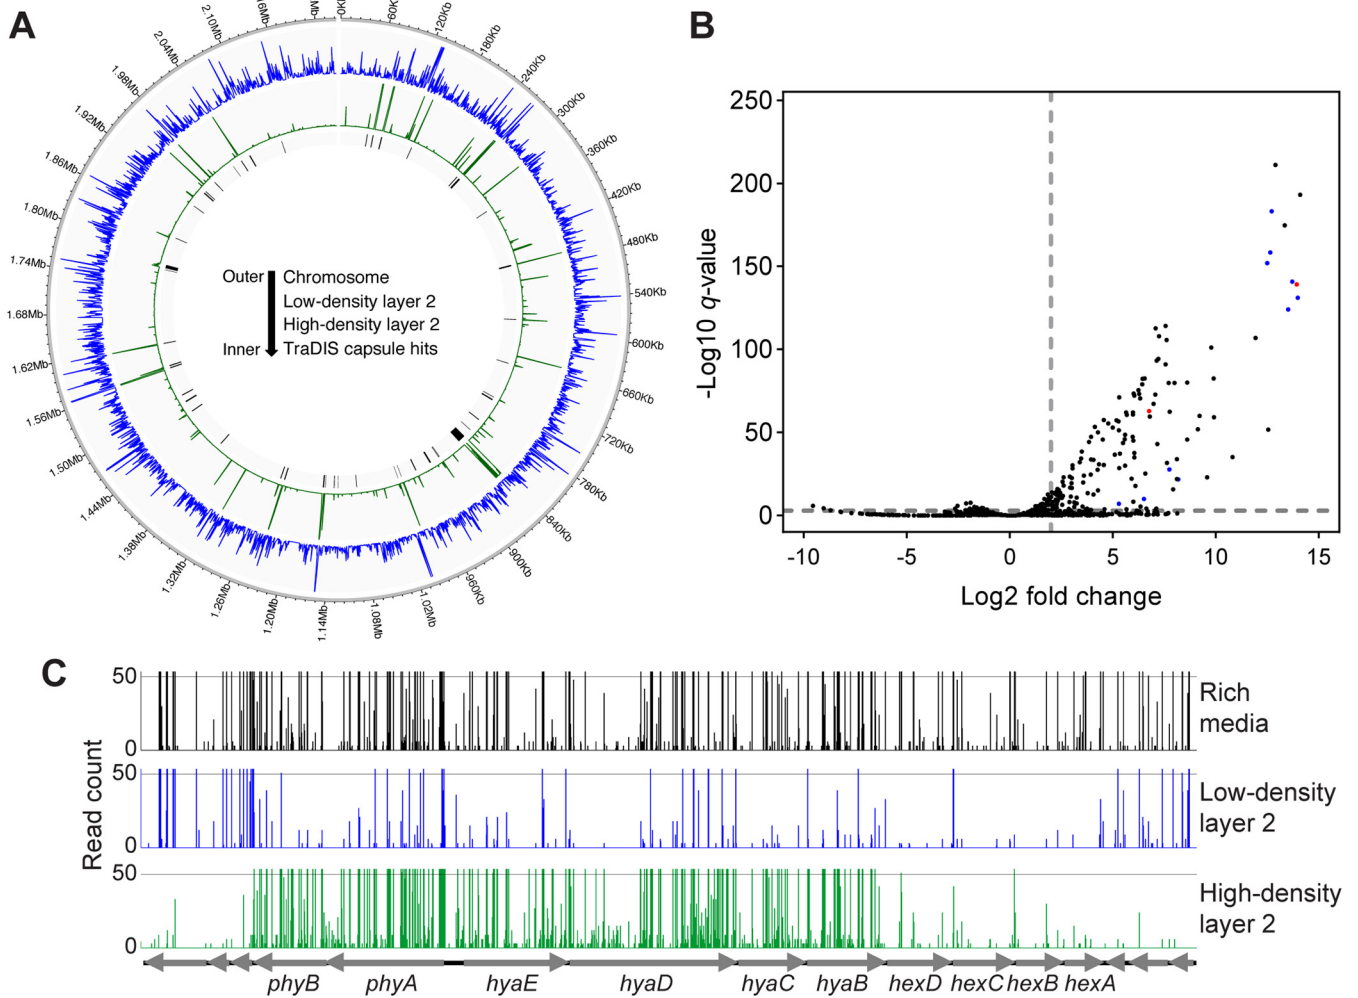 A
0K
60Kb
120Kb
180Kb
240Kb
300Kb
360Kb
420Kb
480Kb
540Kb
600Kb
660Kb
720Kb
780Kb
840Kb
900Kb
960Kb
1.02Mb
1.08Mb
1.14Mb
1.20Mb
1.26Mb
1.32Mb
1.38Mb
1.44Mb
1.50Mb
1.56Mb
1.62Mb
1.68Mb
1.74Mb
1.80Mb
1.86Mb
1.92Mb
1.98Mb
2.04Mb
2.10Mb
16Mb
Mb
Outer Chromosome
Low-density layer 2
High-density layer 2
Inner TraDIS capsule hits
B
250
200
150
100
50
0
-Log10 q-value
-10 -5 0 5 10 15
Log2 fold change
C
Read count
50
0
Rich
media
50
0
Low-density
layer 2
50
0
High-density
layer 2
phyB phyA hyaE hyaD hyaC hyaB hexD hexC hexB hexA